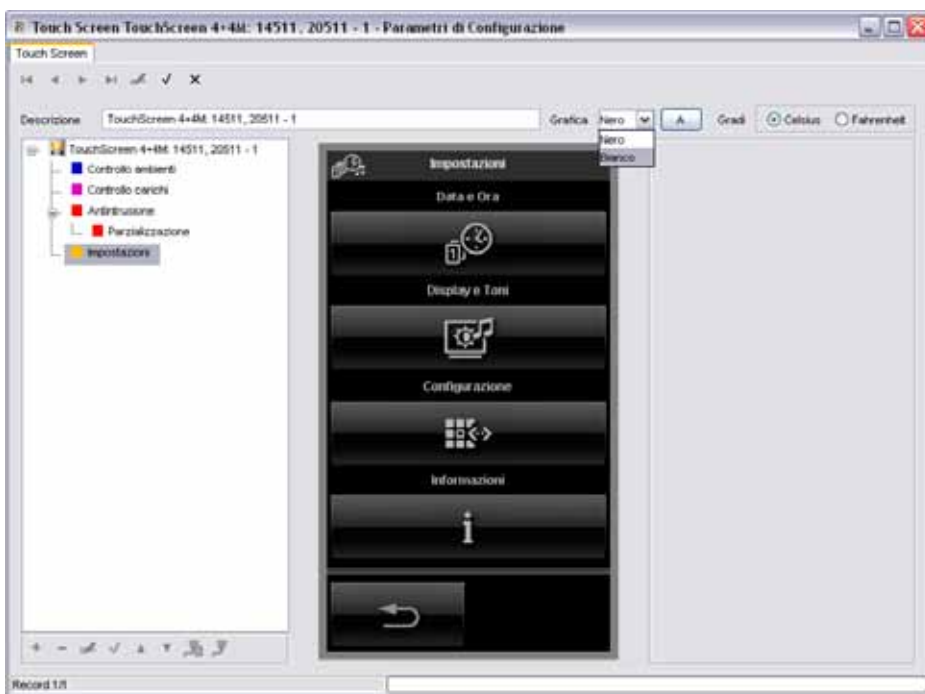 Touch Screen TouchScreen 4+4M: 14511, 20511 - 1 - Parametri di Configurazione
Touch Screen
Descrizione TouchScreen 4+4M: 14511, 20511 - 1 Grafica Nero A Gradi Celsius Fahrenheit
Nero
Bianco
TouchScreen 4+4M: 14511, 20511 - 1
Controllo ambienti
Controllo carichi
Antintrusione
Parzializzazione
Impostazioni
Impostazioni
Data e Ora
1
Display e Toni
Configurazione
Informazioni
i
Record 1/1